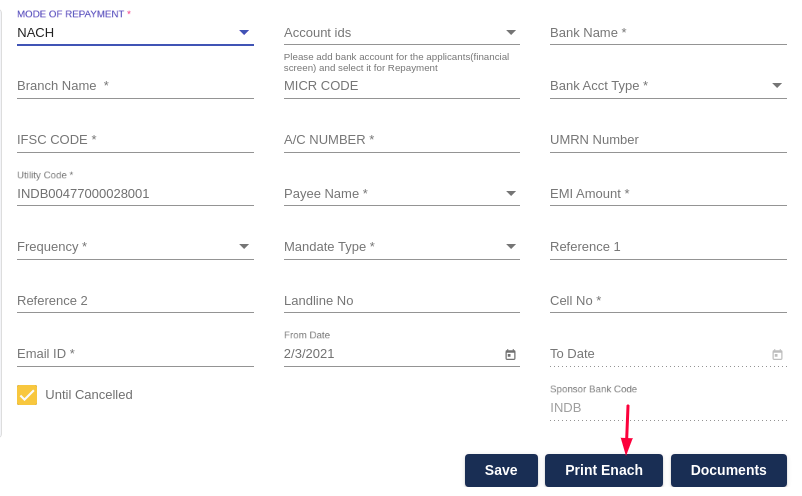 MODE OF REPAYMENT *
NACH
Account ids
Bank Name *
Please add bank account for the applicants(financial
screen) and select it for Repayment
Branch Name *
MICR CODE
Bank Acct Type *
IFSC CODE *
A/C NUMBER *
UMRN Number
Utility Code *
INDB00477000028001
Payee Name *
EMI Amount *
Frequency *
Mandate Type *
Reference 1
Reference 2
Landline No
Cell No *
Email ID *
From Date
2/3/2021
To Date
Until Cancelled
Sponsor Bank Code
INDB
Save
Print Enach
Documents